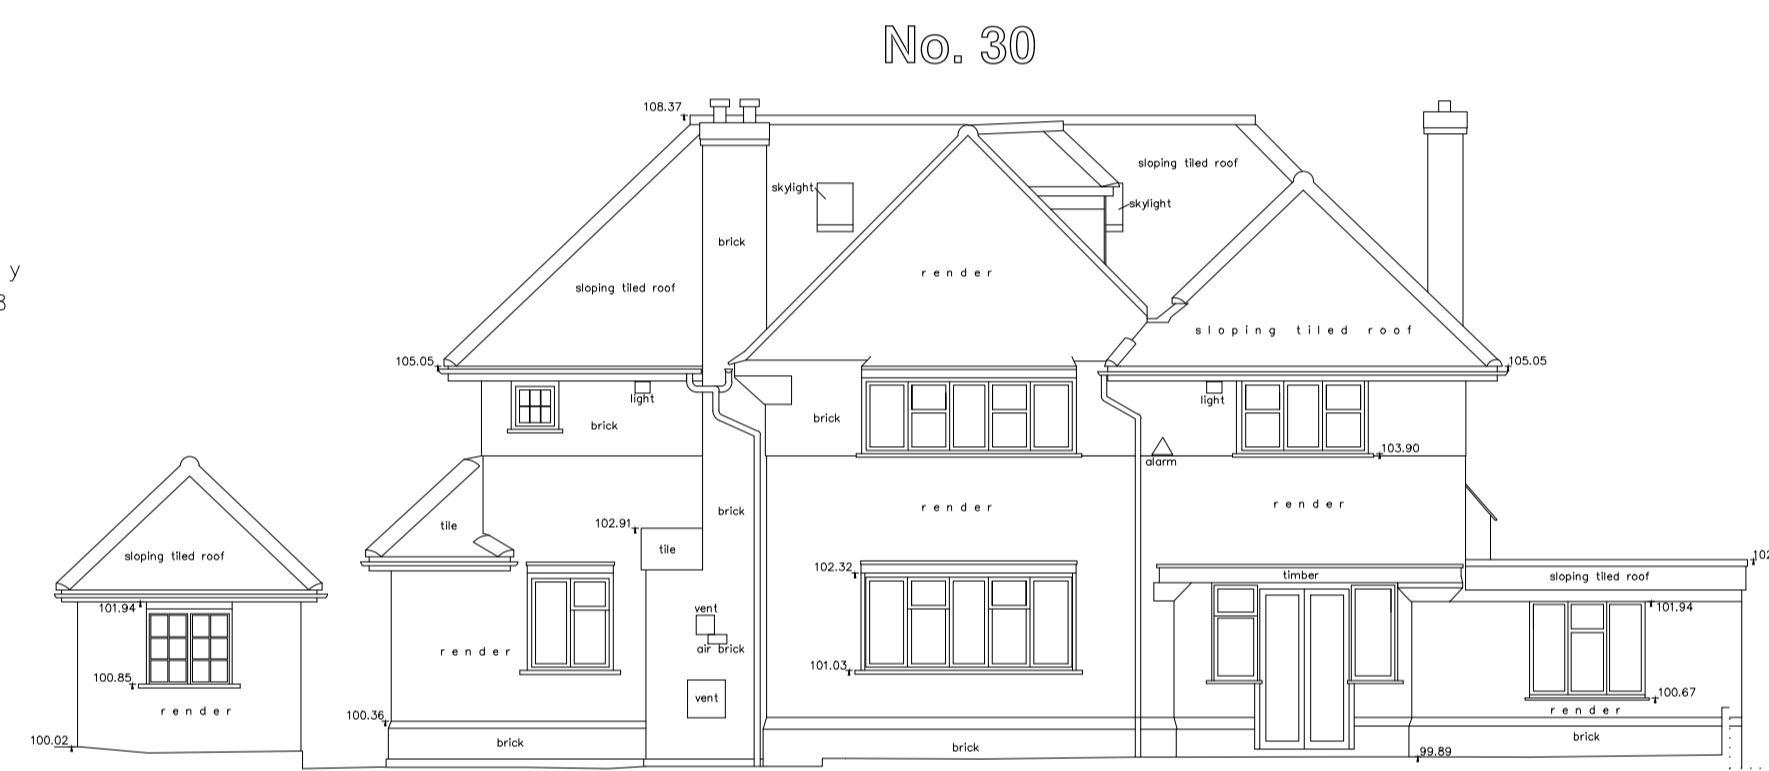 No. 30
108.37
sloping tiled roof
skylight
skylight
brick
render
y
sloping tiled roof
8
sloping tiled roof
105.05
105.05
light
light
brick
brick
103.90
alarm
render
render
brick
tile
102.91
tile
sloping tiled roof
102.32
timber
sloping tiled roof
101.94
101.94
vent
render
air brick
101.03
100.85
vent
100.67
render
100.36
render
100.02
brick
brick
brick
99.89